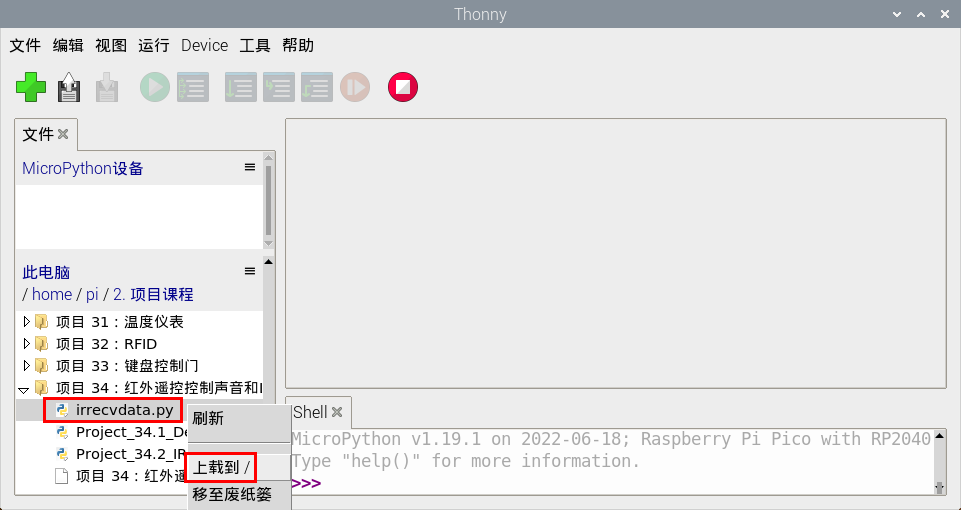 Thonny
文件 编辑 视图 运行 Device 工具 帮助
文件
MicroPython设备
此电脑
/ home / pi / 2. 项目课程
项目 31：温度仪表
项目 32：RFID
项目 33：键盘控制门
项目 34：红外遥控控制声音和I
irrecvdata.py
Project_34.1_De
Project_34.2_IR
项目 34：红外遥
刷新
上载到 /
移至废纸篓
Shell
MicroPython v1.19.1 on 2022-06-18; Raspberry Pi Pico with RP2040
Type "help()" for more information.
>>>